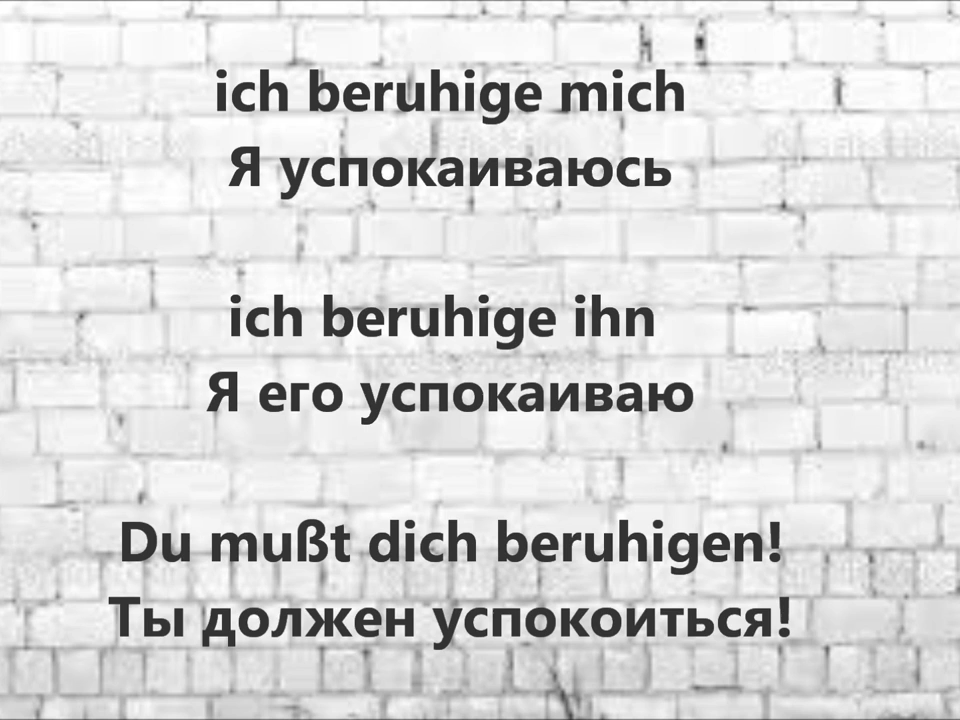 ich beruhige mich
Я успокаиваюсь
ich beruhige ihn
Я его успокаиваю
Du mußt dich beruhigen!
Ты должен успокоиться!